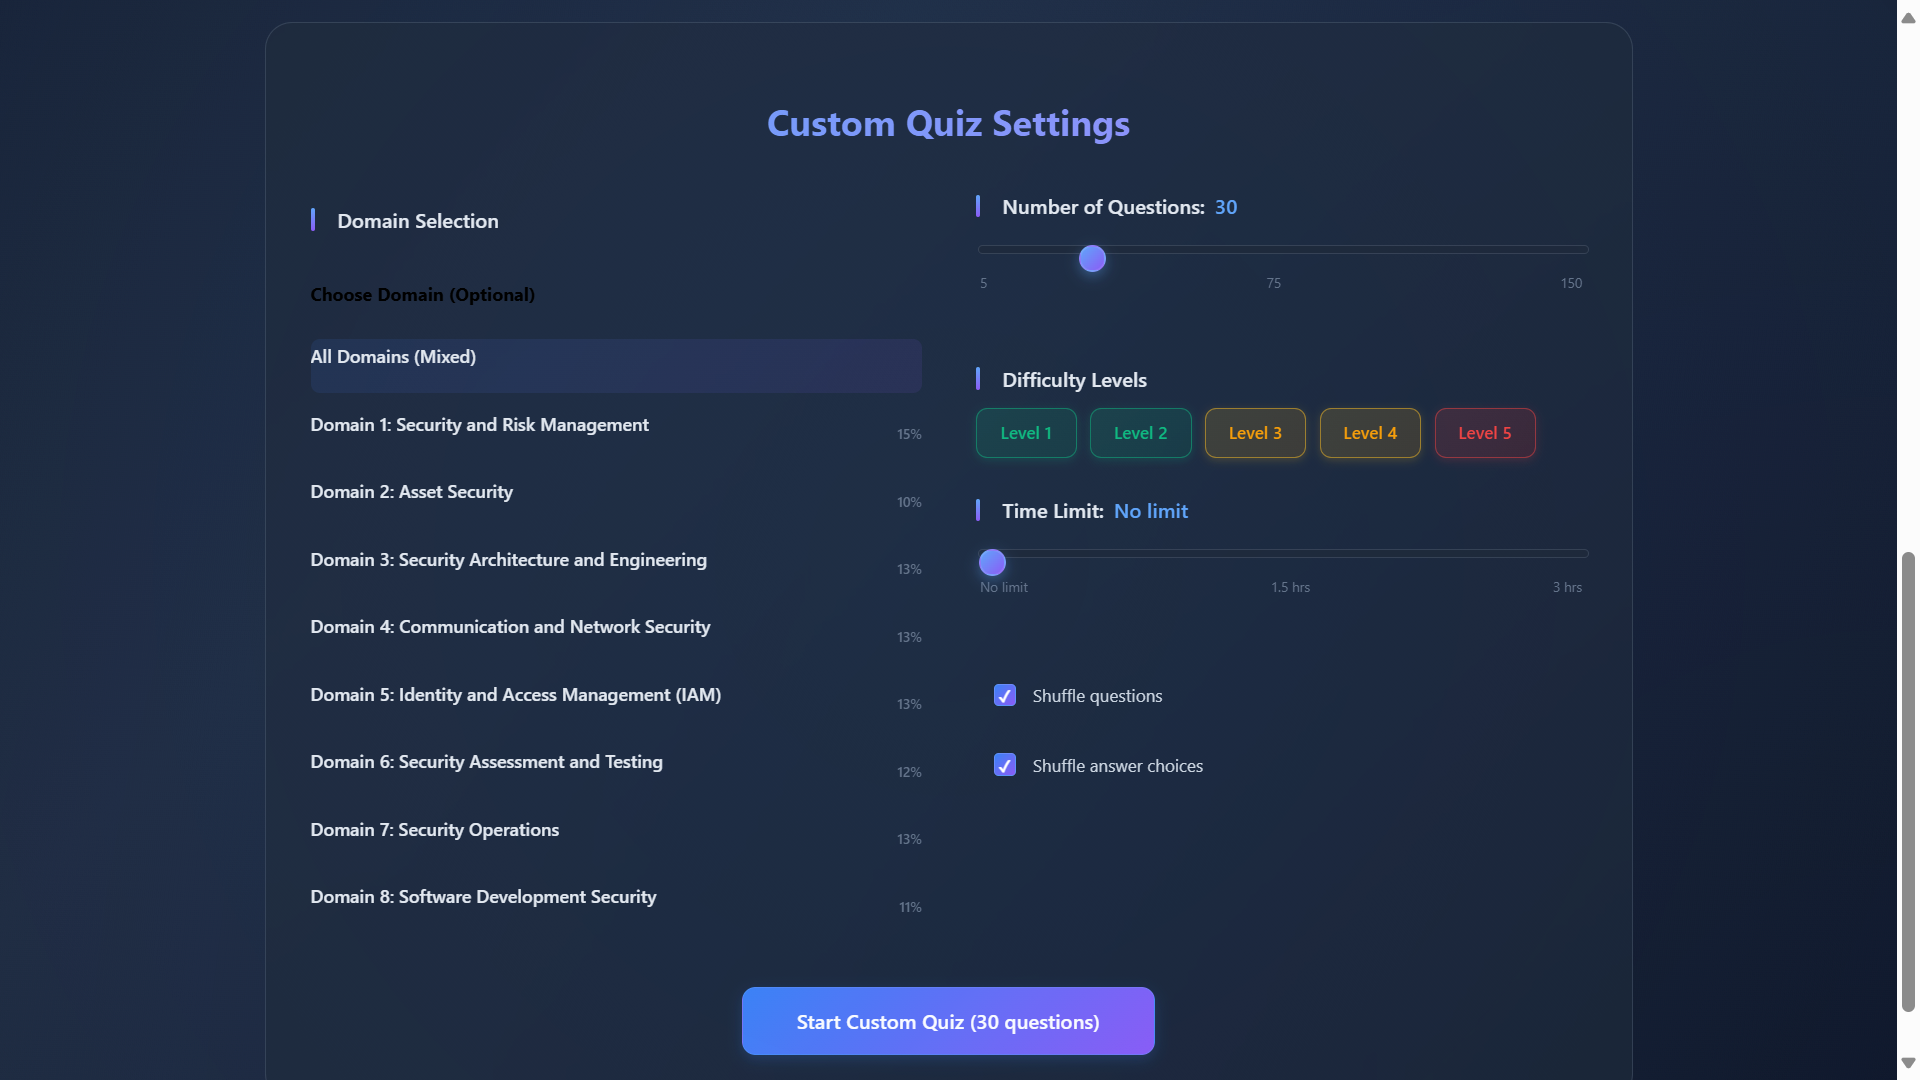 Custom Quiz Settings
Domain Selection
Choose Domain (Optional)
All Domains (Mixed)
Domain 1: Security and Risk Management
15%
Domain 2: Asset Security
10%
Domain 3: Security Architecture and Engineering
13%
Domain 4: Communication and Network Security
13%
Domain 5: Identity and Access Management (IAM)
13%
Domain 6: Security Assessment and Testing
12%
Domain 7: Security Operations
13%
Domain 8: Software Development Security
11%
Number of Questions: 30
5 75 150
Difficulty Levels
Level 1 Level 2 Level 3 Level 4 Level 5
Time Limit: No limit
No limit 1.5 hrs 3 hrs
Shuffle questions
Shuffle answer choices
Start Custom Quiz (30 questions)